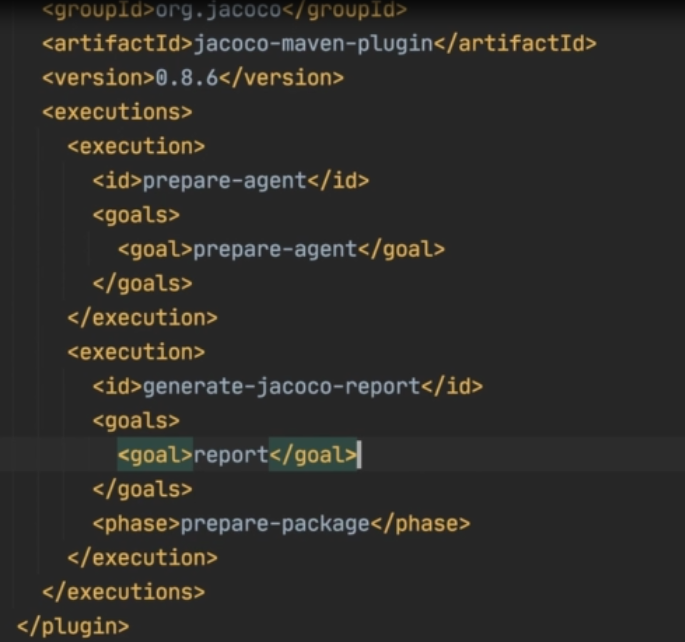 <groupId>org.jacoco</groupId>
<artifactId>jacoco-maven-plugin</artifactId>
<version>0.8.6</version>
<executions>
<execution>
<id>prepare-agent</id>
<goals>
<goal>prepare-agent</goal>
</goals>
</execution>
<execution>
<id>generate-jacoco-report</id>
<goals>
<goal>report</goal>
</goals>
<phase>prepare-package</phase>
</execution>
</executions>
</plugin>